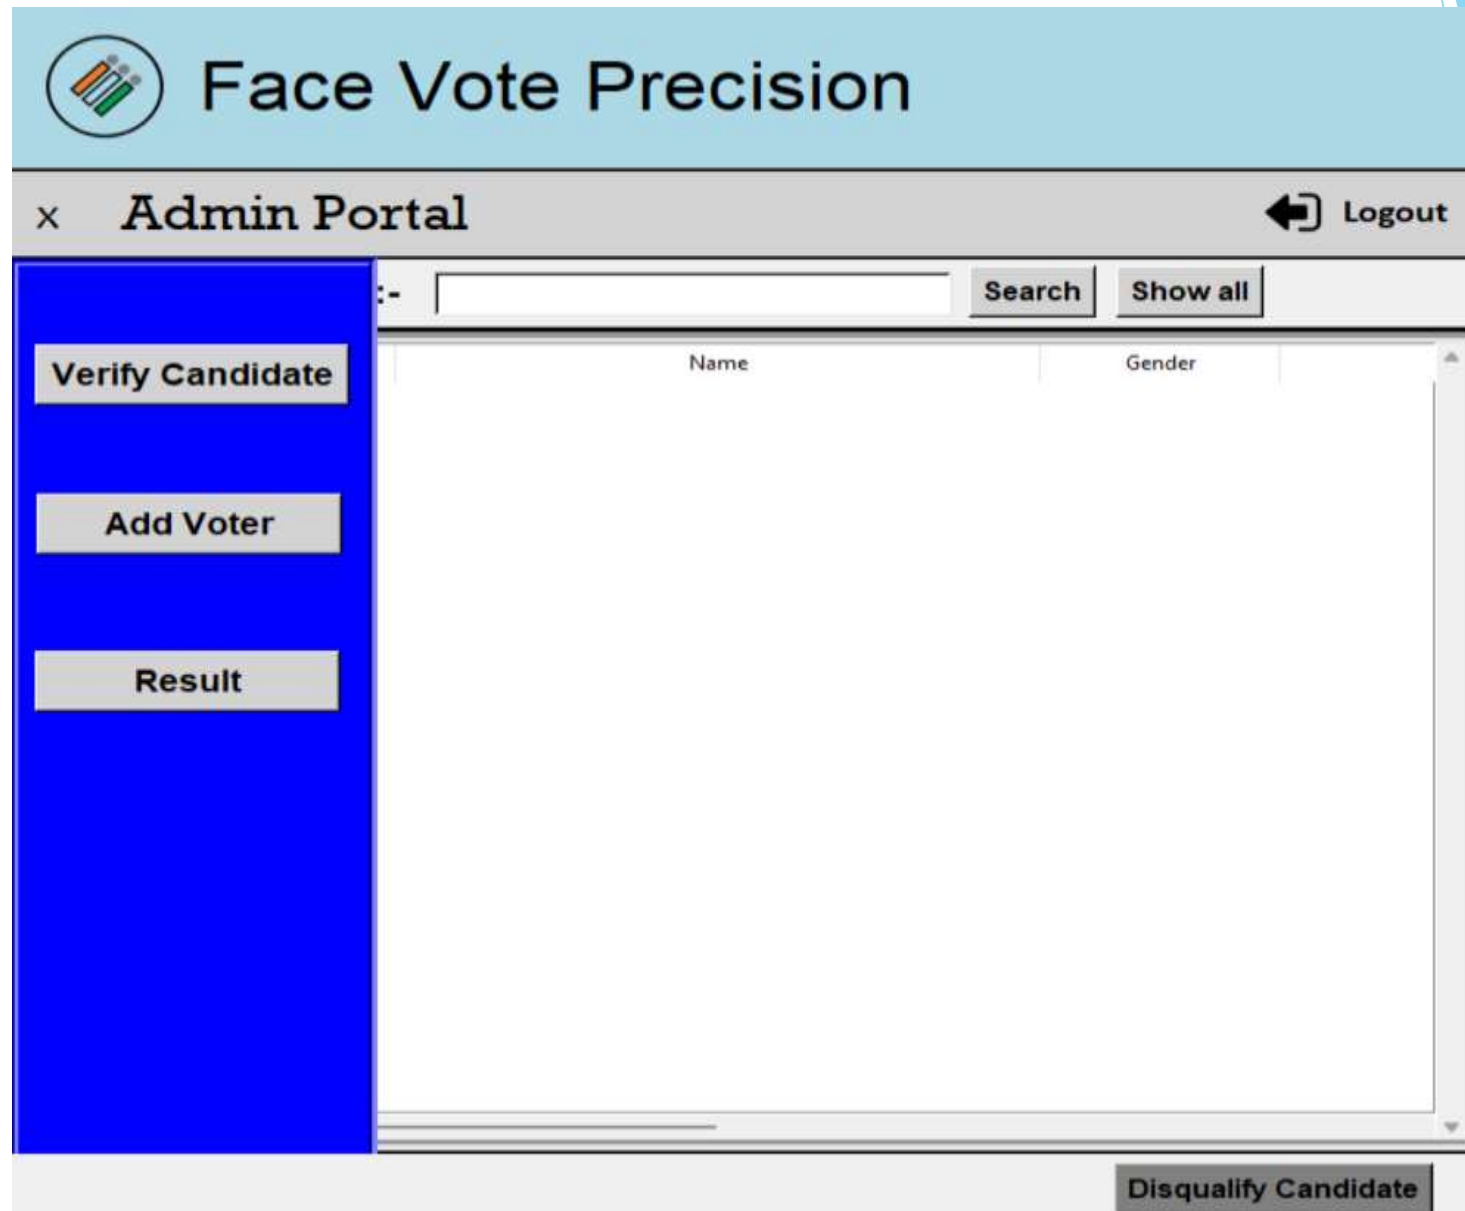 Face Vote Precision
x Admin Portal Logout
:- Search Show all
Name Gender
Verify Candidate
Add Voter
Result
Disqualify Candidate